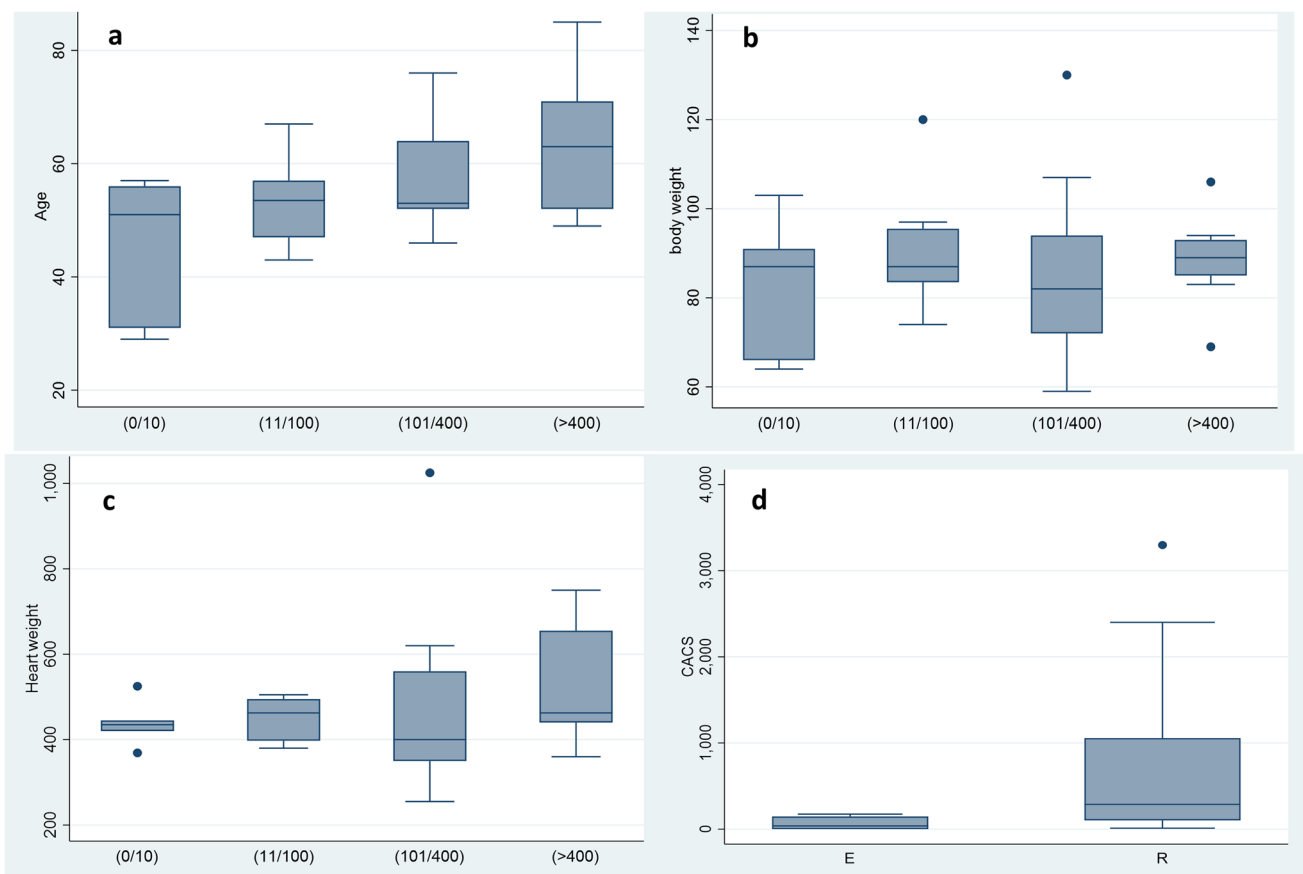 a
80
60
40
20
Age
(0/10) (11/100) (101/400) (>400)
b
140
120
100
80
60
body weight
(0/10) (11/100) (101/400) (>400)
c
1,000
800
600
400
200
Heart weight
(0/10) (11/100) (101/400) (>400)
d
4,000
3,000
2,000
1,000
0
CACS
E R